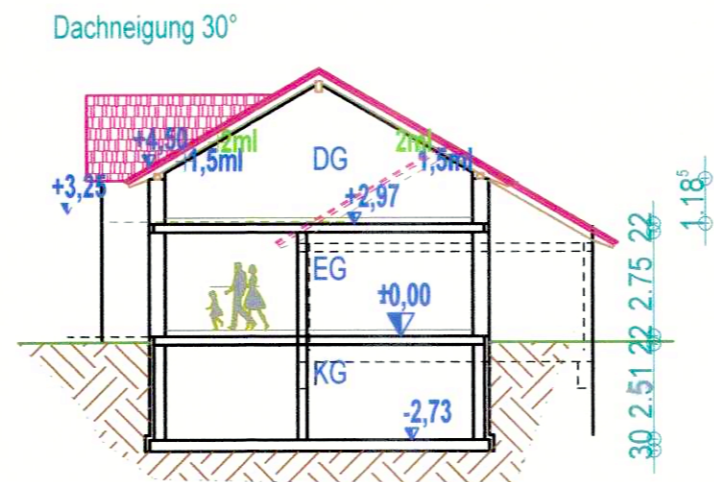 Dachneigung 30°
+4,50
2ml
1,5ml
2ml
1,5ml
DG
+3,25
+2,97
1.18⁵
22
EG
2.75
±0,00
22
KG
2.51
-2,73
30